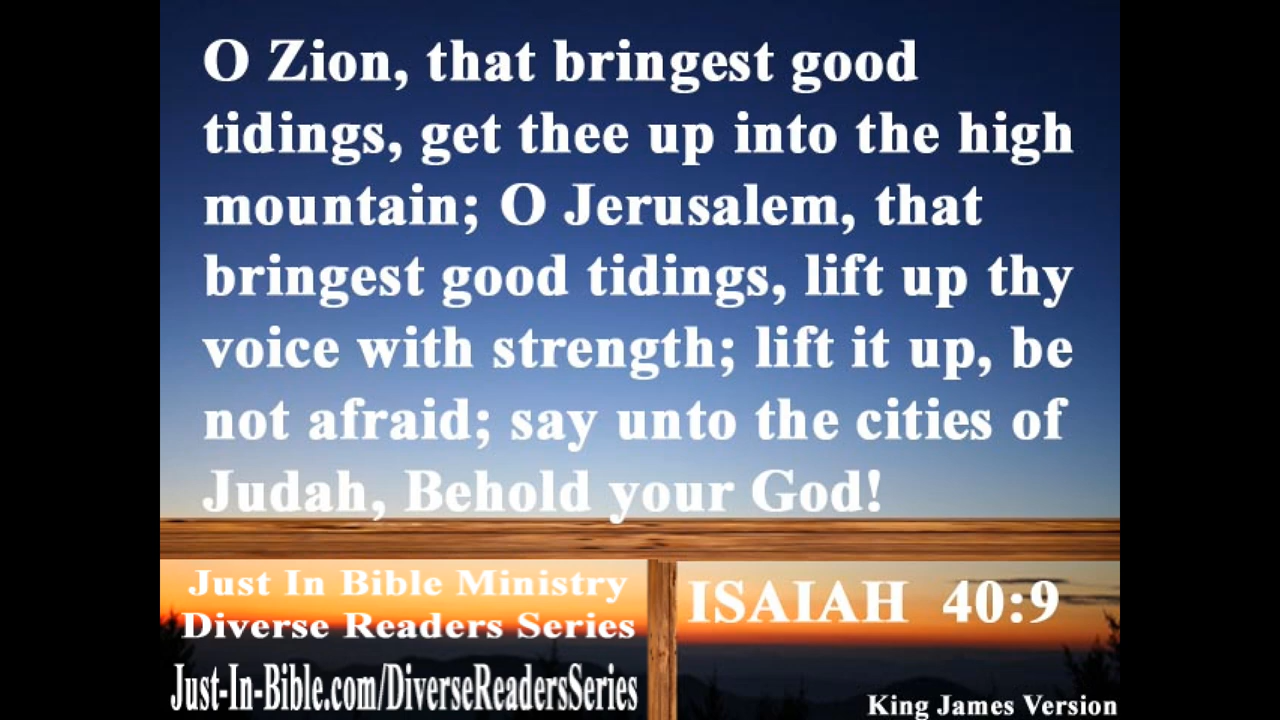 O Zion, that bringest good
tidings, get thee up into the high
mountain; O Jerusalem, that
bringest good tidings, lift up thy
voice with strength; lift it up, be
not afraid; say unto the cities of
Judah, Behold your God!
Just In Bible Ministry
Diverse Readers Series
Just-In-Bible.com/DiverseReadersSeries
ISAIAH 40:9
King James Version